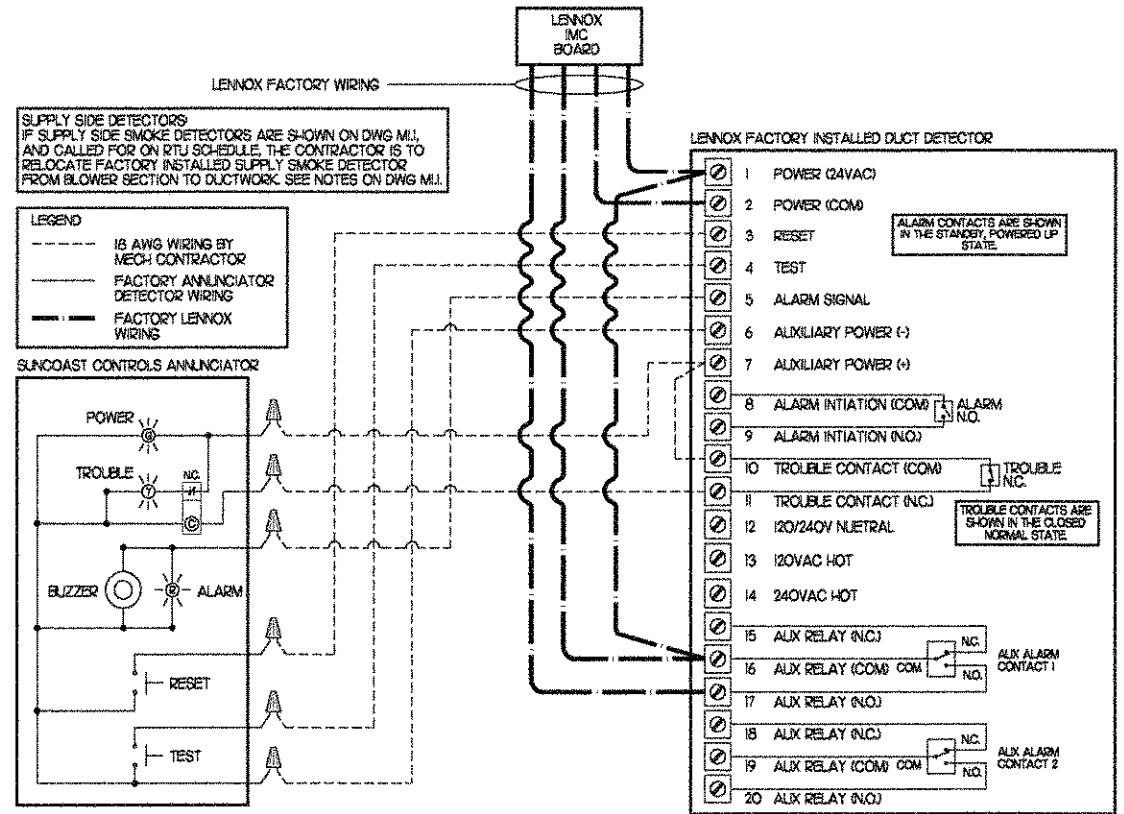 LENNOX
IMC
BOARD
LENNOX FACTORY WIRING
SUPPLY SIDE DETECTORS:
IF SUPPLY SIDE SMOKE DETECTORS ARE SHOWN ON DWG M1.1,
AND CALLED FOR ON RTU SCHEDULE, THE CONTRACTOR IS TO
RELOCATE FACTORY INSTALLED SUPPLY SMOKE DETECTOR
FROM BLOWER SECTION TO DUCTWORK. SEE NOTES ON DWG M1.1.
LEGEND
18 AWG WIRING BY
MECH CONTRACTOR
FACTORY ANNUNCIATOR
DETECTOR WIRING
FACTORY LENNOX
WIRING
SUNCOAST CONTROLS ANNUNCIATOR
POWER
G
TROUBLE
Y
N.C.
C
BUZZER
R
ALARM
RESET
TEST
LENNOX FACTORY INSTALLED DUCT DETECTOR
1 POWER (24VAC)
2 POWER (COM)
3 RESET
4 TEST
5 ALARM SIGNAL
6 AUXILIARY POWER (-)
7 AUXILIARY POWER (+)
8 ALARM INTIATION (COM)
9 ALARM INTIATION (N.O.)
10 TROUBLE CONTACT (COM)
11 TROUBLE CONTACT (N.C.)
12 120/240V NUETRAL
13 120VAC HOT
14 240VAC HOT
15 AUX RELAY (N.C.)
16 AUX RELAY (COM)
17 AUX RELAY (N.O.)
18 AUX RELAY (N.C.)
19 AUX RELAY (COM)
20 AUX RELAY (N.O.)
ALARM CONTACTS ARE SHOWN
IN THE STANDBY, POWERED UP
STATE.
ALARM
N.O.
TROUBLE
N.C.
TROUBLE CONTACTS ARE
SHOWN IN THE CLOSED
NORMAL STATE.
COM
N.C.
N.O.
AUX ALARM
CONTACT 1
COM
N.C.
N.O.
AUX ALARM
CONTACT 2